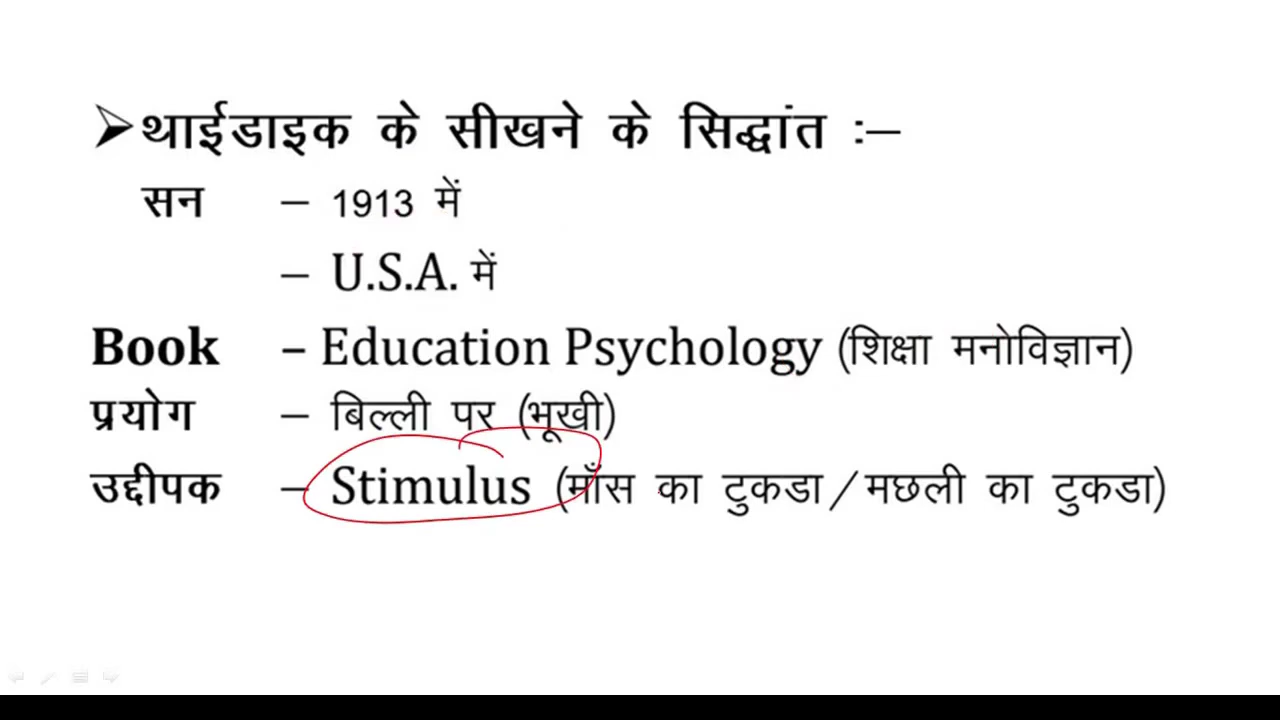 ➢थाईडाइक के सीखने के सिद्धांत :–
सन – 1913 में
– U.S.A. में
Book – Education Psychology (शिक्षा मनोविज्ञान)
प्रयोग – बिल्ली पर (भूखी)
उद्दीपक – Stimulus (माँस का टुकडा/मछली का टुकडा)